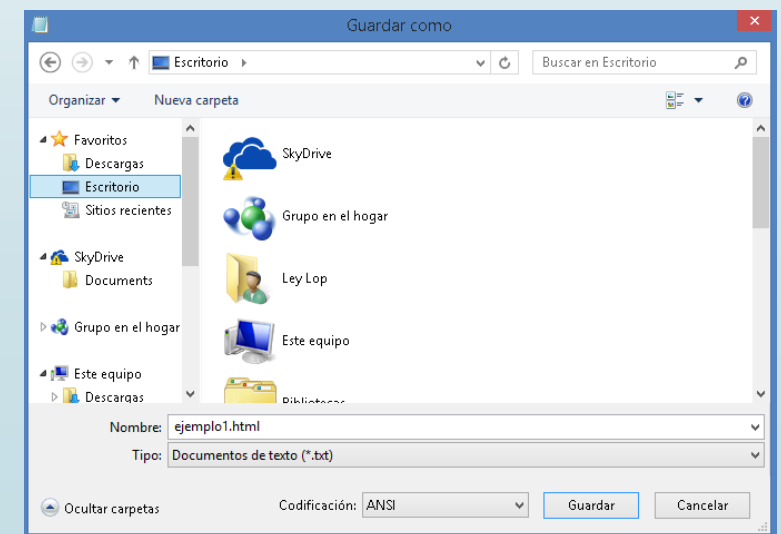 Guardar como
Escritorio
Buscar en Escritorio
Organizar
Nueva carpeta
Favoritos
Descargas
Escritorio
Sitios recientes
SkyDrive
Documents
Grupo en el hogar
Este equipo
Descargas
SkyDrive
Grupo en el hogar
Ley Lop
Este equipo
Bibliotecas
Nombre: ejemplo1.html
Tipo: Documentos de texto (*.txt)
Ocultar carpetas
Codificación: ANSI
Guardar
Cancelar